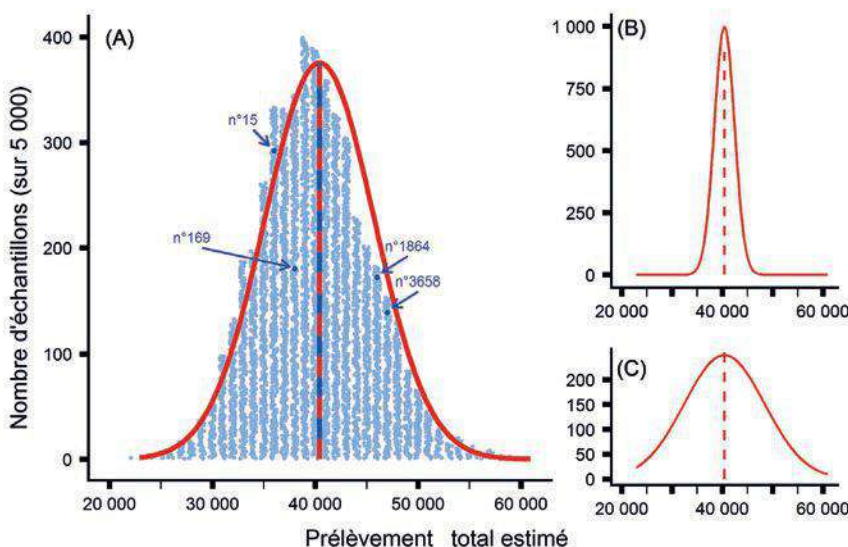 (A)
400
300
200
100
0
n°15
n°169
n°1864
n°3658
20 000 30 000 40 000 50 000 60 000
Nombre d'échantillons (sur 5 000)
Prélèvement total estimé
(B)
1 000
750
500
250
0
20 000 40 000 60 000
(C)
200
150
100
50
0
20 000 40 000 60 000